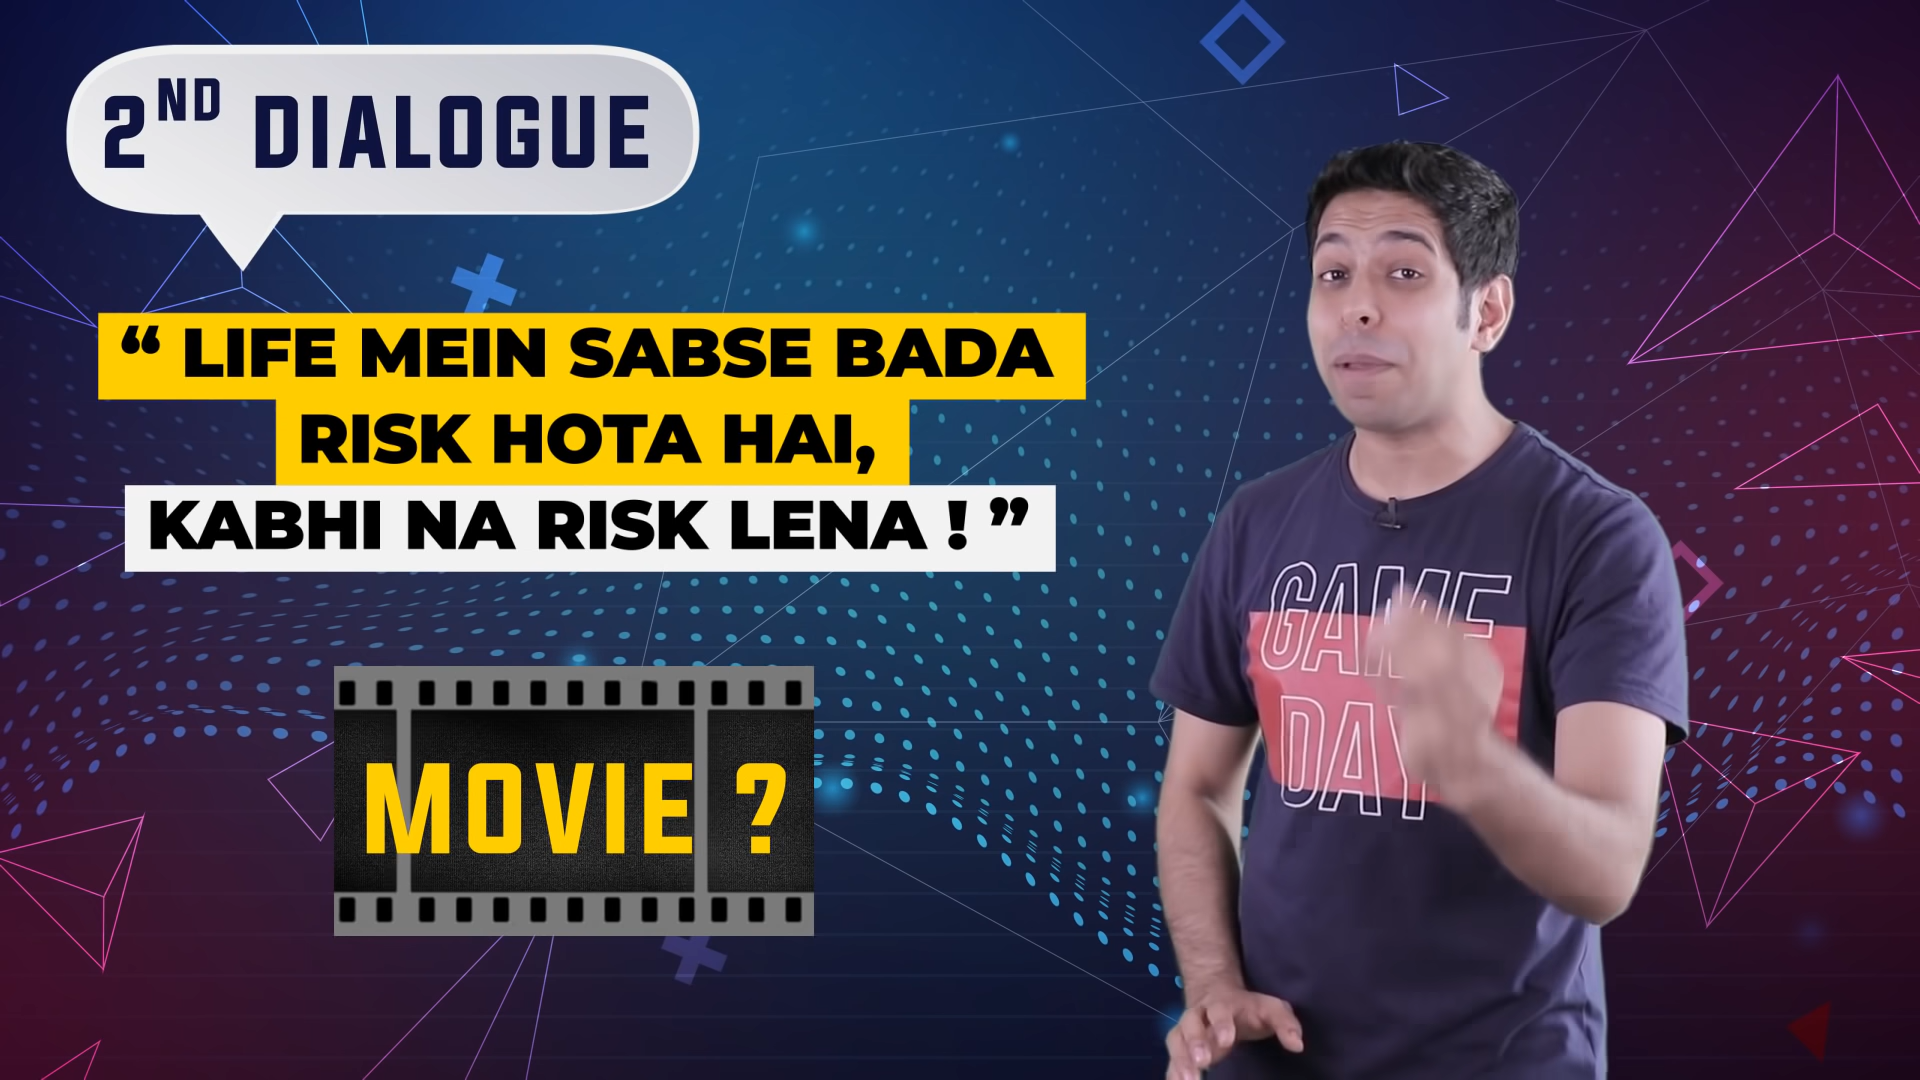 2ND DIALOGUE
“ LIFE MEIN SABSE BADA
RISK HOTA HAI,
KABHI NA RISK LENA ! ”
MOVIE ?
GAME
DAY